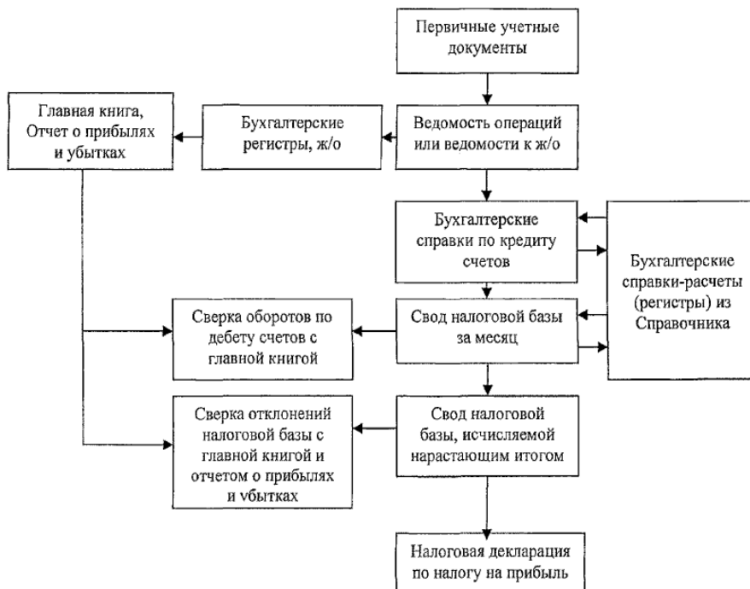 Первичные учетные
документы
Главная книга,
Отчет о прибылях
и убытках
Бухгалтерские
регистры, ж/о
Ведомость операций
или ведомости к ж/о
Бухгалтерские
справки по кредиту
счетов
Бухгалтерские
справки-расчеты
(регистры) из
Справочника
Сверка оборотов по
дебету счетов с
главной книгой
Свод налоговой базы
за месяц
Сверка отклонений
налоговой базы с
главной книгой и
отчетом о прибылях
и убытках
Свод налоговой
базы, исчисляемой
нарастающим итогом
Налоговая декларация
по налогу на прибыль